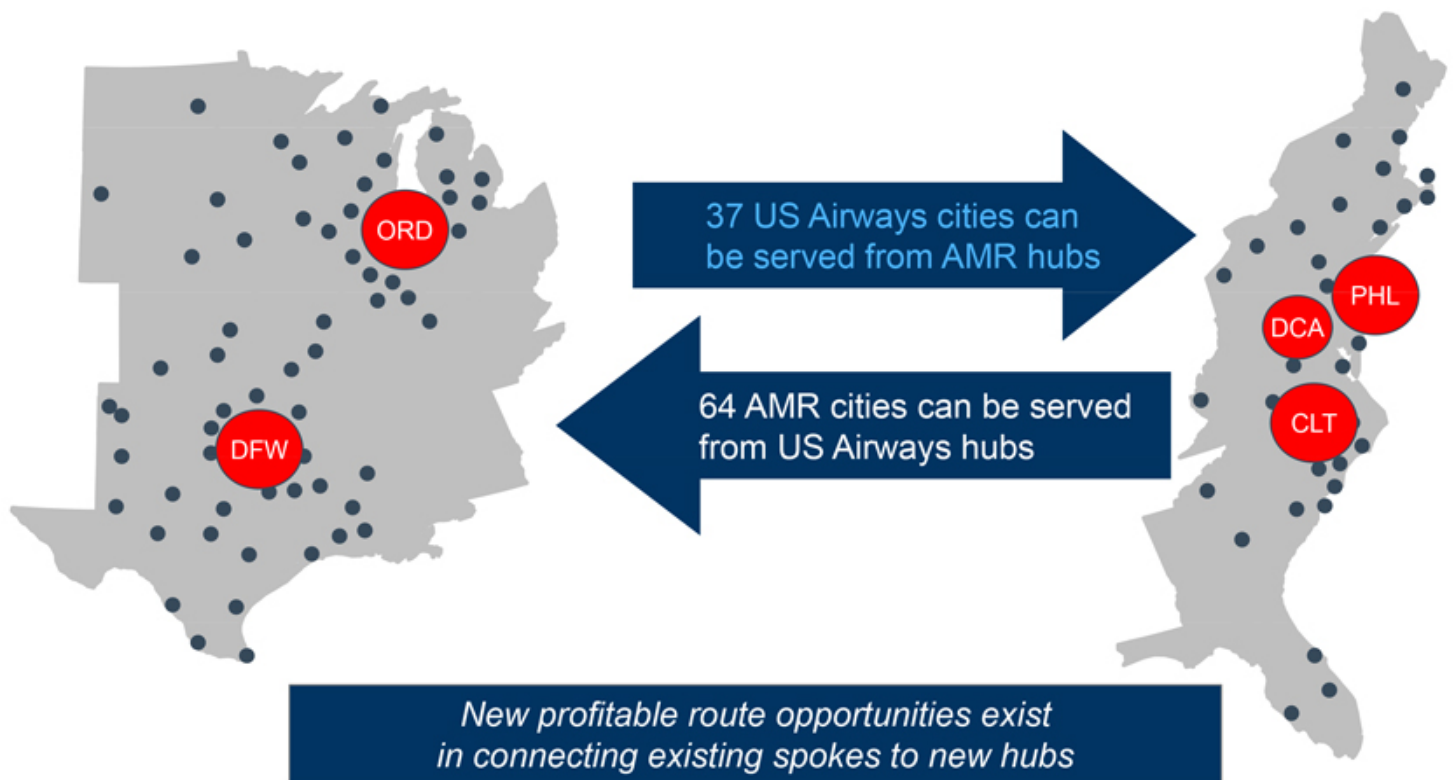 ORD
DFW
37 US Airways cities can
be served from AMR hubs
64 AMR cities can be served
from US Airways hubs
PHL
DCA
CLT
New profitable route opportunities exist
in connecting existing spokes to new hubs